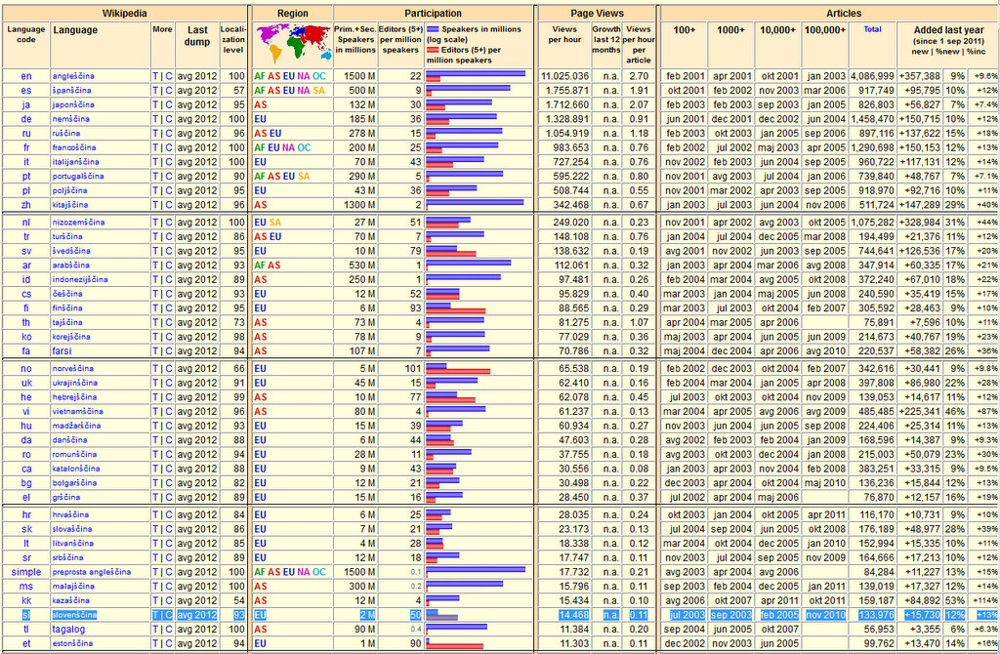 Wikipedia Region Participation Page Views Articles
Language code Language More Last dump Locali- zation level Prim.+Sec. Speakers in millions Editors (5+) per million speakers Speakers in millions (log scale) Editors (5+) per million speakers Views per hour Growth last 12 months Views per hour per article 100+ 1000+ 10,000+ 100,000+ Total Added last year (since 1 sep 2011) new | %new | %inc
en angleščina T | C avg 2012 100 AF AS EU NA OC 1500 M 22 11.025.036 n.a. 2.70 feb 2001 apr 2001 okt 2001 jan 2003 4,086,999 +357,388 9% +9.6%
es španščina T | C avg 2012 57 AF AS EU NA SA 500 M 9 1.755.871 n.a. 1.91 okt 2001 feb 2002 nov 2003 mar 2006 917,749 +95,795 10% +12%
ja japonščina T | C avg 2012 95 AS 132 M 30 1.712.660 n.a. 2.07 feb 2003 feb 2003 sep 2003 jan 2005 826,803 +56,827 7% +7.4%
de nemščina T | C avg 2012 100 EU 185 M 36 1.328.891 n.a. 0.91 jun 2001 dec 2001 dec 2002 jun 2004 1,458,470 +150,715 10% +12%
ru ruščina T | C avg 2012 96 AS EU 278 M 15 1.054.919 n.a. 1.18 feb 2003 okt 2003 jan 2005 sep 2006 897,116 +137,622 15% +18%
fr francoščina T | C avg 2012 100 AF EU NA OC 200 M 25 983.653 n.a. 0.76 avg 2001 jul 2002 maj 2003 apr 2005 1,290,698 +150,153 12% +13%
it italijanščina T | C avg 2012 100 EU 70 M 43 727.254 n.a. 0.76 nov 2002 feb 2003 jun 2004 sep 2005 960,722 +117,131 12% +14%
pt portugalščina T | C avg 2012 90 AF AS EU SA 290 M 5 595.222 n.a. 0.80 nov 2001 avg 2003 jul 2004 jan 2006 739,840 +48,767 7% +7.1%
pl poljščina T | C avg 2012 95 EU 43 M 36 508.744 n.a. 0.55 nov 2001 mar 2002 avg 2003 sep 2005 918,970 +92,716 10% +11%
zh kitajščina T | C avg 2012 96 AS 1300 M 2 342.468 n.a. 0.67 jan 2003 jul 2003 jun 2004 nov 2006 511,724 +147,289 29% +40%
nl nizozemščina T | C avg 2012 100 EU SA 27 M 51 249.020 n.a. 0.23 nov 2001 apr 2002 avg 2003 okt 2005 1,075,282 +328,984 31% +44%
tr turščina T | C avg 2012 86 AS EU 70 M 7 148.108 n.a. 0.76 jan 2004 jul 2004 dec 2005 mar 2008 194,499 +21,376 11% +12%
sv švedščina T | C avg 2012 95 EU 10 M 79 138.632 n.a. 0.19 avg 2001 nov 2002 jun 2003 sep 2005 744,641 +126,536 17% +20%
ar arabščina T | C avg 2012 93 AF AS 530 M 1 112.061 n.a. 0.32 jan 2003 apr 2004 mar 2006 avg 2008 347,914 +60,335 17% +21%
id indonezijščina T | C avg 2012 89 AS 250 M 1 97.481 n.a. 0.26 okt 2003 apr 2004 mar 2006 jan 2008 372,240 +67,010 18% +22%
cs češčina T | C avg 2012 93 EU 12 M 52 95.829 n.a. 0.40 mar 2003 jan 2004 maj 2005 jun 2008 240,590 +35,419 15% +17%
fi finščina T | C avg 2012 95 EU 6 M 93 88.565 n.a. 0.29 mar 2003 jul 2003 okt 2004 feb 2007 305,592 +28,463 9% +10%
th tajščina T | C avg 2012 73 AS 73 M 4 81.275 n.a. 1.07 apr 2004 mar 2005 apr 2006 75,891 +7,596 10% +11%
ko korejščina T | C avg 2012 98 AS 78 M 9 77.029 n.a. 0.36 maj 2003 apr 2004 jun 2005 jun 2009 214,673 +40,767 19% +23%
fa farsi T | C avg 2012 94 AS 107 M 7 70.786 n.a. 0.32 maj 2004 dec 2004 apr 2006 avg 2010 220,537 +58,382 26% +36%
no norveščina T | C avg 2012 66 EU 5 M 101 65.538 n.a. 0.19 feb 2002 dec 2003 okt 2004 feb 2007 342,616 +30,441 9% +9.8%
uk ukrajinščina T | C avg 2012 91 EU 45 M 15 62.410 n.a. 0.16 feb 2004 mar 2004 jan 2005 apr 2008 397,808 +86,980 22% +28%
he hebrejščina T | C avg 2012 99 AS 10 M 77 62.078 n.a. 0.45 jul 2003 okt 2003 okt 2004 nov 2009 139,053 +14,617 11% +12%
vi vietnamščina T | C avg 2012 96 AS 80 M 4 61.237 n.a. 0.13 mar 2004 okt 2004 avg 2006 avg 2009 485,485 +225,341 46% +87%
hu madžarščina T | C avg 2012 93 EU 15 M 39 60.934 n.a. 0.27 nov 2003 jun 2004 jun 2005 sep 2008 224,406 +25,314 11% +13%
da danščina T | C avg 2012 88 EU 6 M 44 47.603 n.a. 0.28 avg 2002 feb 2003 okt 2003 jan 2009 168,596 +14,387 9% +9.3%
ro romunščina T | C avg 2012 94 EU 28 M 11 37.755 n.a. 0.18 avg 2003 jan 2004 dec 2004 jan 2008 215,003 +50,079 23% +30%
ca katalonščina T | C avg 2012 88 EU 9 M 43 30.556 n.a. 0.08 jan 2003 apr 2003 nov 2004 feb 2008 383,251 +33,315 9% +9.5%
bg bolgarščina T | C avg 2012 82 EU 12 M 21 30.498 n.a. 0.22 dec 2003 apr 2004 okt 2004 maj 2010 136,236 +15,844 12% +13%
el grščina T | C avg 2012 89 EU 15 M 16 28.450 n.a. 0.37 jul 2002 okt 2004 maj 2006 76,870 +12,157 16% +19%
hr hrvaščina T | C avg 2012 84 EU 6 M 25 28.035 n.a. 0.24 okt 2003 jan 2004 okt 2005 apr 2011 116,170 +10,731 9% +10%
sk slovaščina T | C avg 2012 86 EU 7 M 21 23.173 n.a. 0.13 jul 2004 sep 2004 okt 2005 jun 2009 176,189 +48,977 28% +39%
lt litvanščina T | C avg 2012 85 EU 4 M 28 18.338 n.a. 0.12 mar 2004 okt 2004 jan 2006 jan 2010 152,994 +15,335 10% +11%
sr srbščina T | C avg 2012 89 EU 12 M 18 17.747 n.a. 0.11 nov 2003 sep 2004 apr 2005 nov 2009 164,666 +17,213 10% +12%
simple preprosta angleščina T | C avg 2012 100 AF AS EU NA OC 1500 M 0.1 17.732 n.a. 0.21 avg 2003 apr 2004 avg 2006 84,284 +11,227 13% +15%
ms malajščina T | C avg 2012 100 AS 300 M 0.2 15.796 n.a. 0.11 sep 2003 feb 2004 dec 2005 jan 2011 139,019 +17,327 12% +14%
kk kazaščina T | C avg 2012 54 AS 12 M 4 15.434 n.a. 0.10 avg 2006 okt 2007 apr 2011 jun 2011 159,187 +84,892 53% +114%
sl slovenščina T | C avg 2012 93 EU 2 M 50 14.468 n.a. 0.11 jul 2003 sep 2003 feb 2005 nov 2010 133,976 +15,730 12% +13%
tl tagalog T | C avg 2012 94 AS 90 M 0.4 11.384 n.a. 0.20 avg 2004 nov 2005 jan 2008 56,953 +3,355 6% +6.3%
et estonščina T | C avg 2012 94 EU 1 M 90 11.303 n.a. 0.11 dec 2002 nov 2003 jun 2005 99,762 +13,470 14% +16%